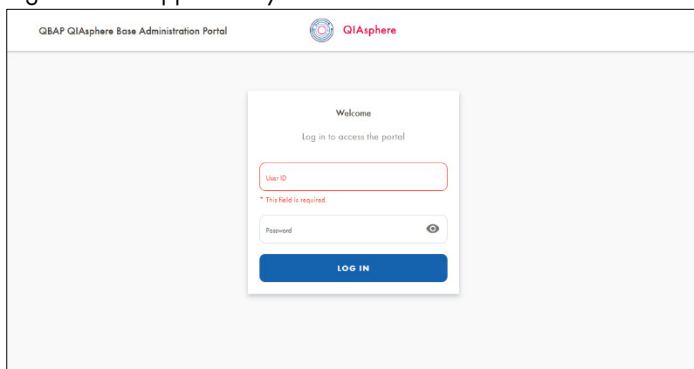 QBAP QIAsphere Base Administration Portal
QIAsphere
Welcome
Log in to access the portal
User ID
* This field is required.
Password
LOG IN